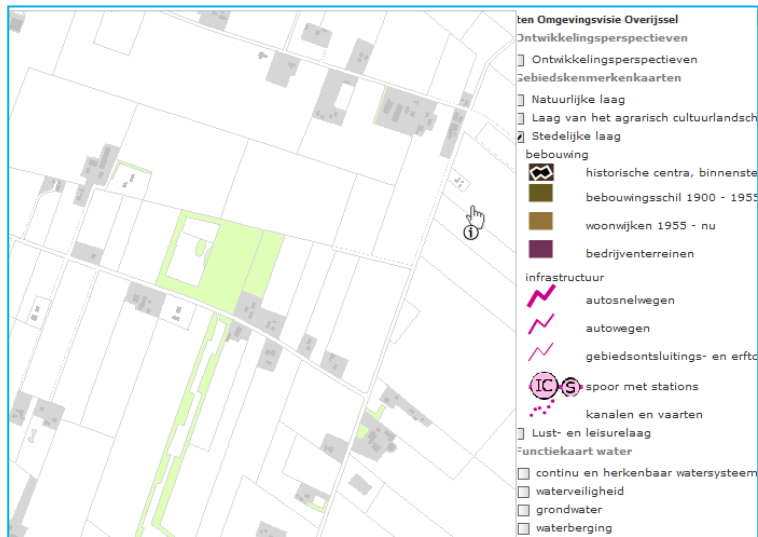 ten Omgevingsvisie Overijssel
Ontwikkelingsperspectieven
Ontwikkelingsperspectieven
Gebiedskenmerkenkaarten
Natuurlijke laag
Laag van het agrarisch cultuurlandsch
Stedelijke laag
bebouwing
historische centra, binnenste
bebouwingsschil 1900 - 1955
woonwijken 1955 - nu
bedrijventerreinen
infrastructuur
autosnelwegen
autowegen
gebiedsontsluitings- en erfto
IC S spoor met stations
kanalen en vaarten
Lust- en leisurelaag
Functiekaart water
continu en herkenbaar watersysteem
waterveiligheid
grondwater
waterberging